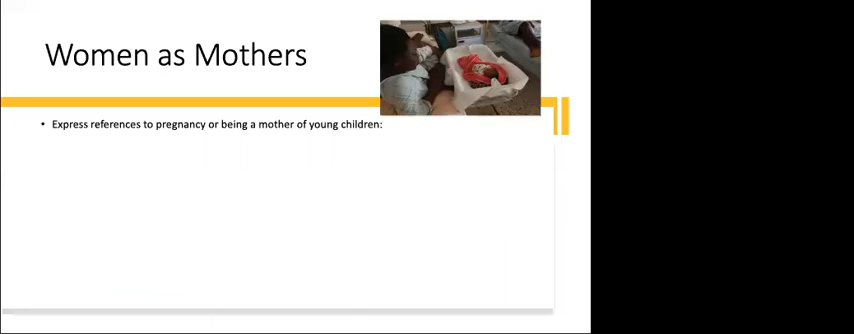 Women as Mothers
• Express references to pregnancy or being a mother of young children: